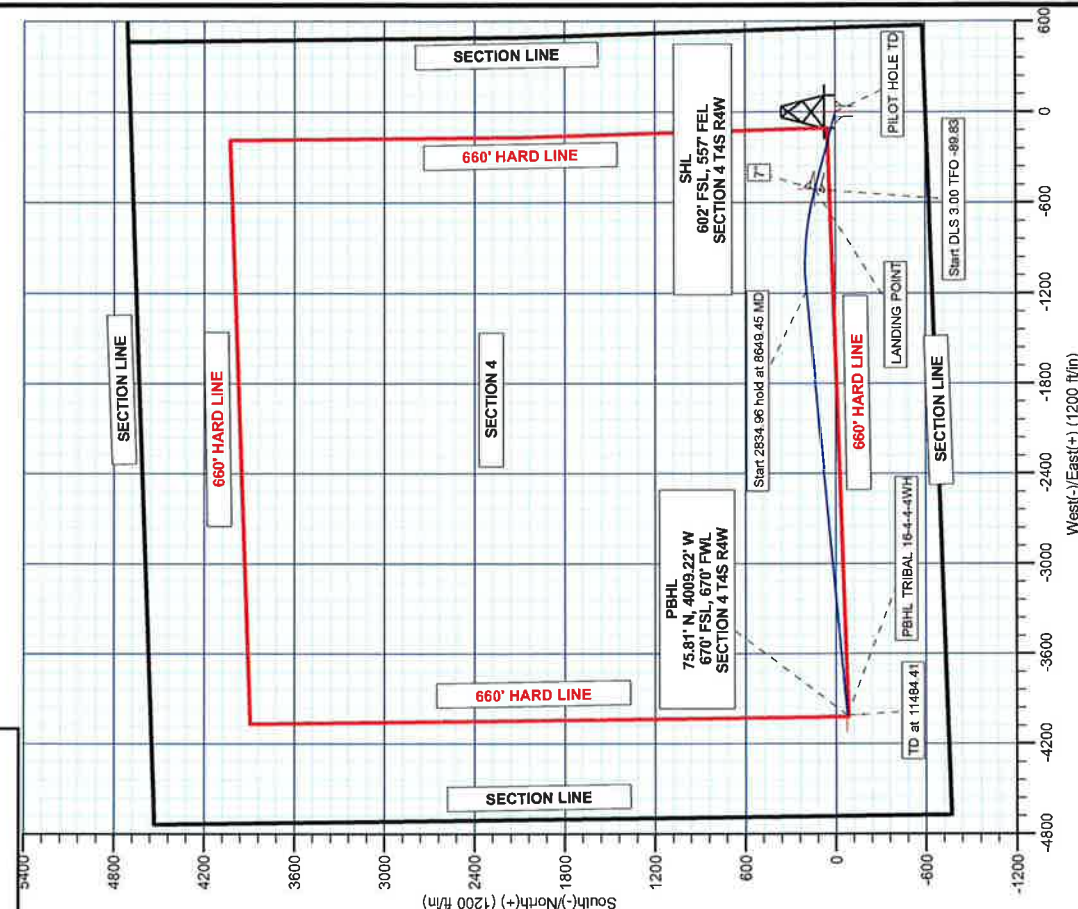 SECTION LINE
SECTION LINE
660' HARD LINE
660' HARD LINE
SECTION 4
SHL
602' FSL, 557' FEL
SECTION 4 T4S R4W
7"
PILOT HOLE TD
Start DLS 3.00 TFO -89.83
LANDING POINT
Start 2834.96 hold at 8649.45 MD
660' HARD LINE
SECTION LINE
PBHL
75.81' N, 4009.22' W
670' FSL, 670' FWL
SECTION 4 T4S R4W
PBHL TRIBAL 16-4-4-4WH
TD at 11484.41
660' HARD LINE
SECTION LINE
5400
4800
4200
3600
3000
2400
1800
1200
600
0
-600
-1200
South(-)/North(+) (1200 ft/in)
600
0
-600
-1200
-1800
-2400
-3000
-3600
-4200
-4800
West(-)/East(+) (1200 ft/in)